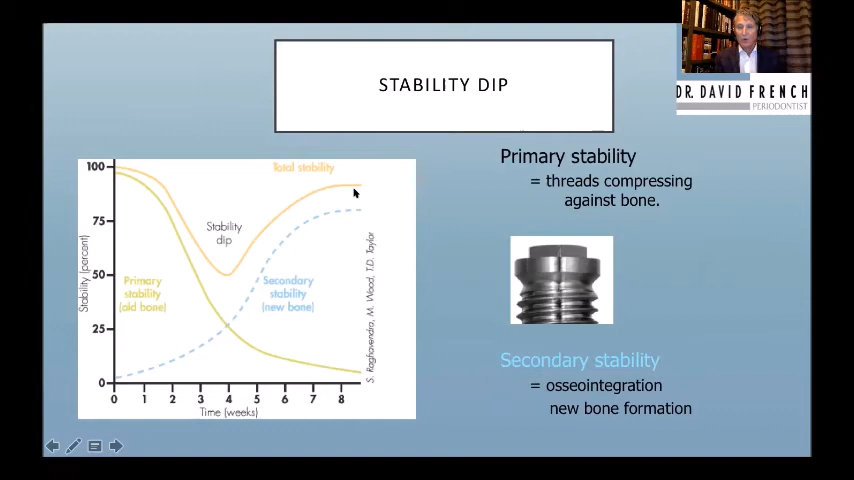 STABILITY DIP
DR. DAVID FRENCH
PERIODONTIST
100
75
50
25
0
Stability (percent)
Total stability
Stability
dip
Primary
stability
(old bone)
Secondary
stability
(new bone)
0 1 2 3 4 5 6 7 8
Time (weeks)
S. Raghavendra, M. Wood, T.D. Taylor
Primary stability
= threads compressing
against bone.
Secondary stability
= osseointegration
new bone formation